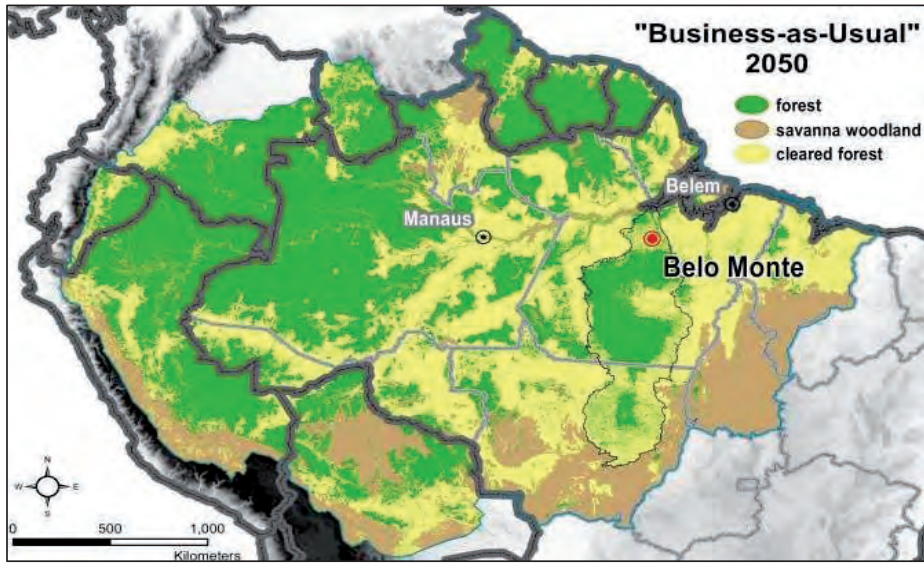 "Business-as-Usual"
2050
forest
savanna woodland
cleared forest
Belem
Manaus
Belo Monte
N
W E
S
0 500 1,000
Kilometers